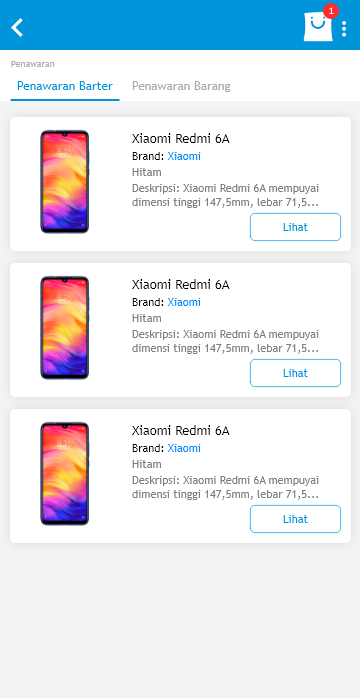 1
Penawaran
Penawaran Barter
Penawaran Barang
Xiaomi Redmi 6A
Brand: Xiaomi
Hitam
Deskripsi: Xiaomi Redmi 6A mempuyai
dimensi tinggi 147,5mm, lebar 71,5...
Lihat
Xiaomi Redmi 6A
Brand: Xiaomi
Hitam
Deskripsi: Xiaomi Redmi 6A mempuyai
dimensi tinggi 147,5mm, lebar 71,5...
Lihat
Xiaomi Redmi 6A
Brand: Xiaomi
Hitam
Deskripsi: Xiaomi Redmi 6A mempuyai
dimensi tinggi 147,5mm, lebar 71,5...
Lihat